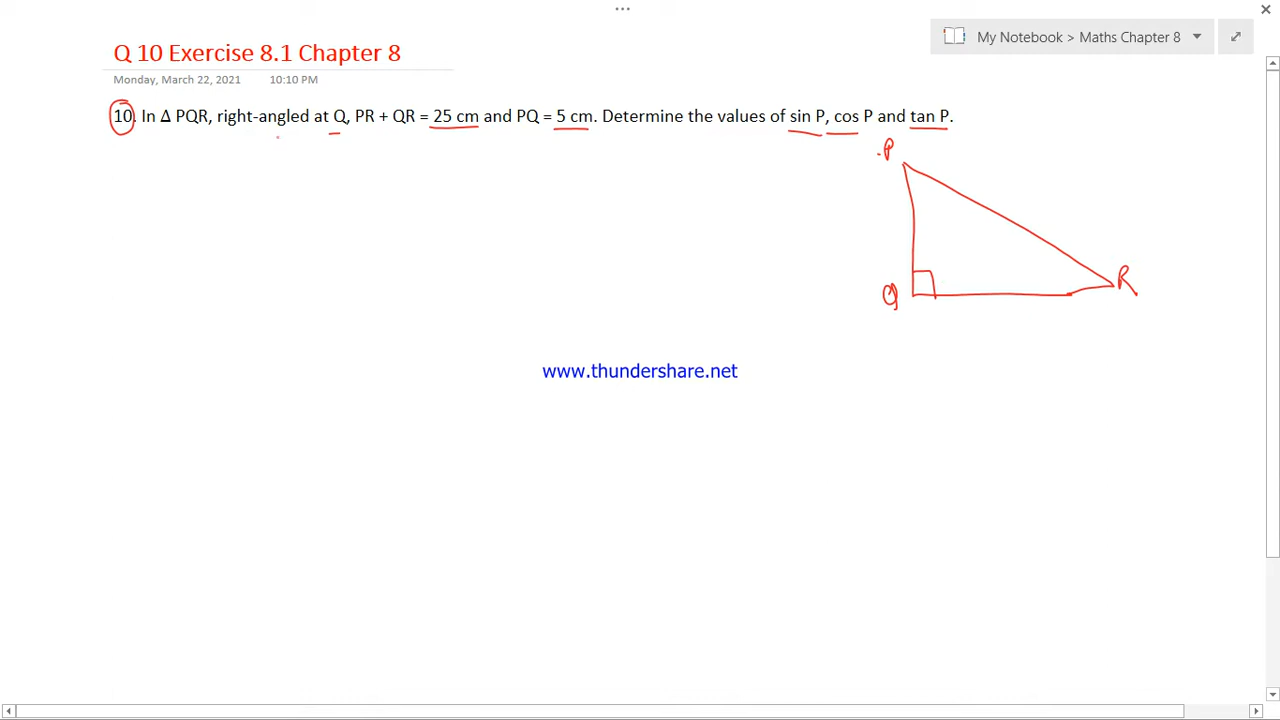 ...
My Notebook > Maths Chapter 8
Q 10 Exercise 8.1 Chapter 8
Monday, March 22, 2021 10:10 PM
10. In Δ PQR, right-angled at Q, PR + QR = 25 cm and PQ = 5 cm. Determine the values of sin P, cos P and tan P.
P
Q
R
www.thundershare.net